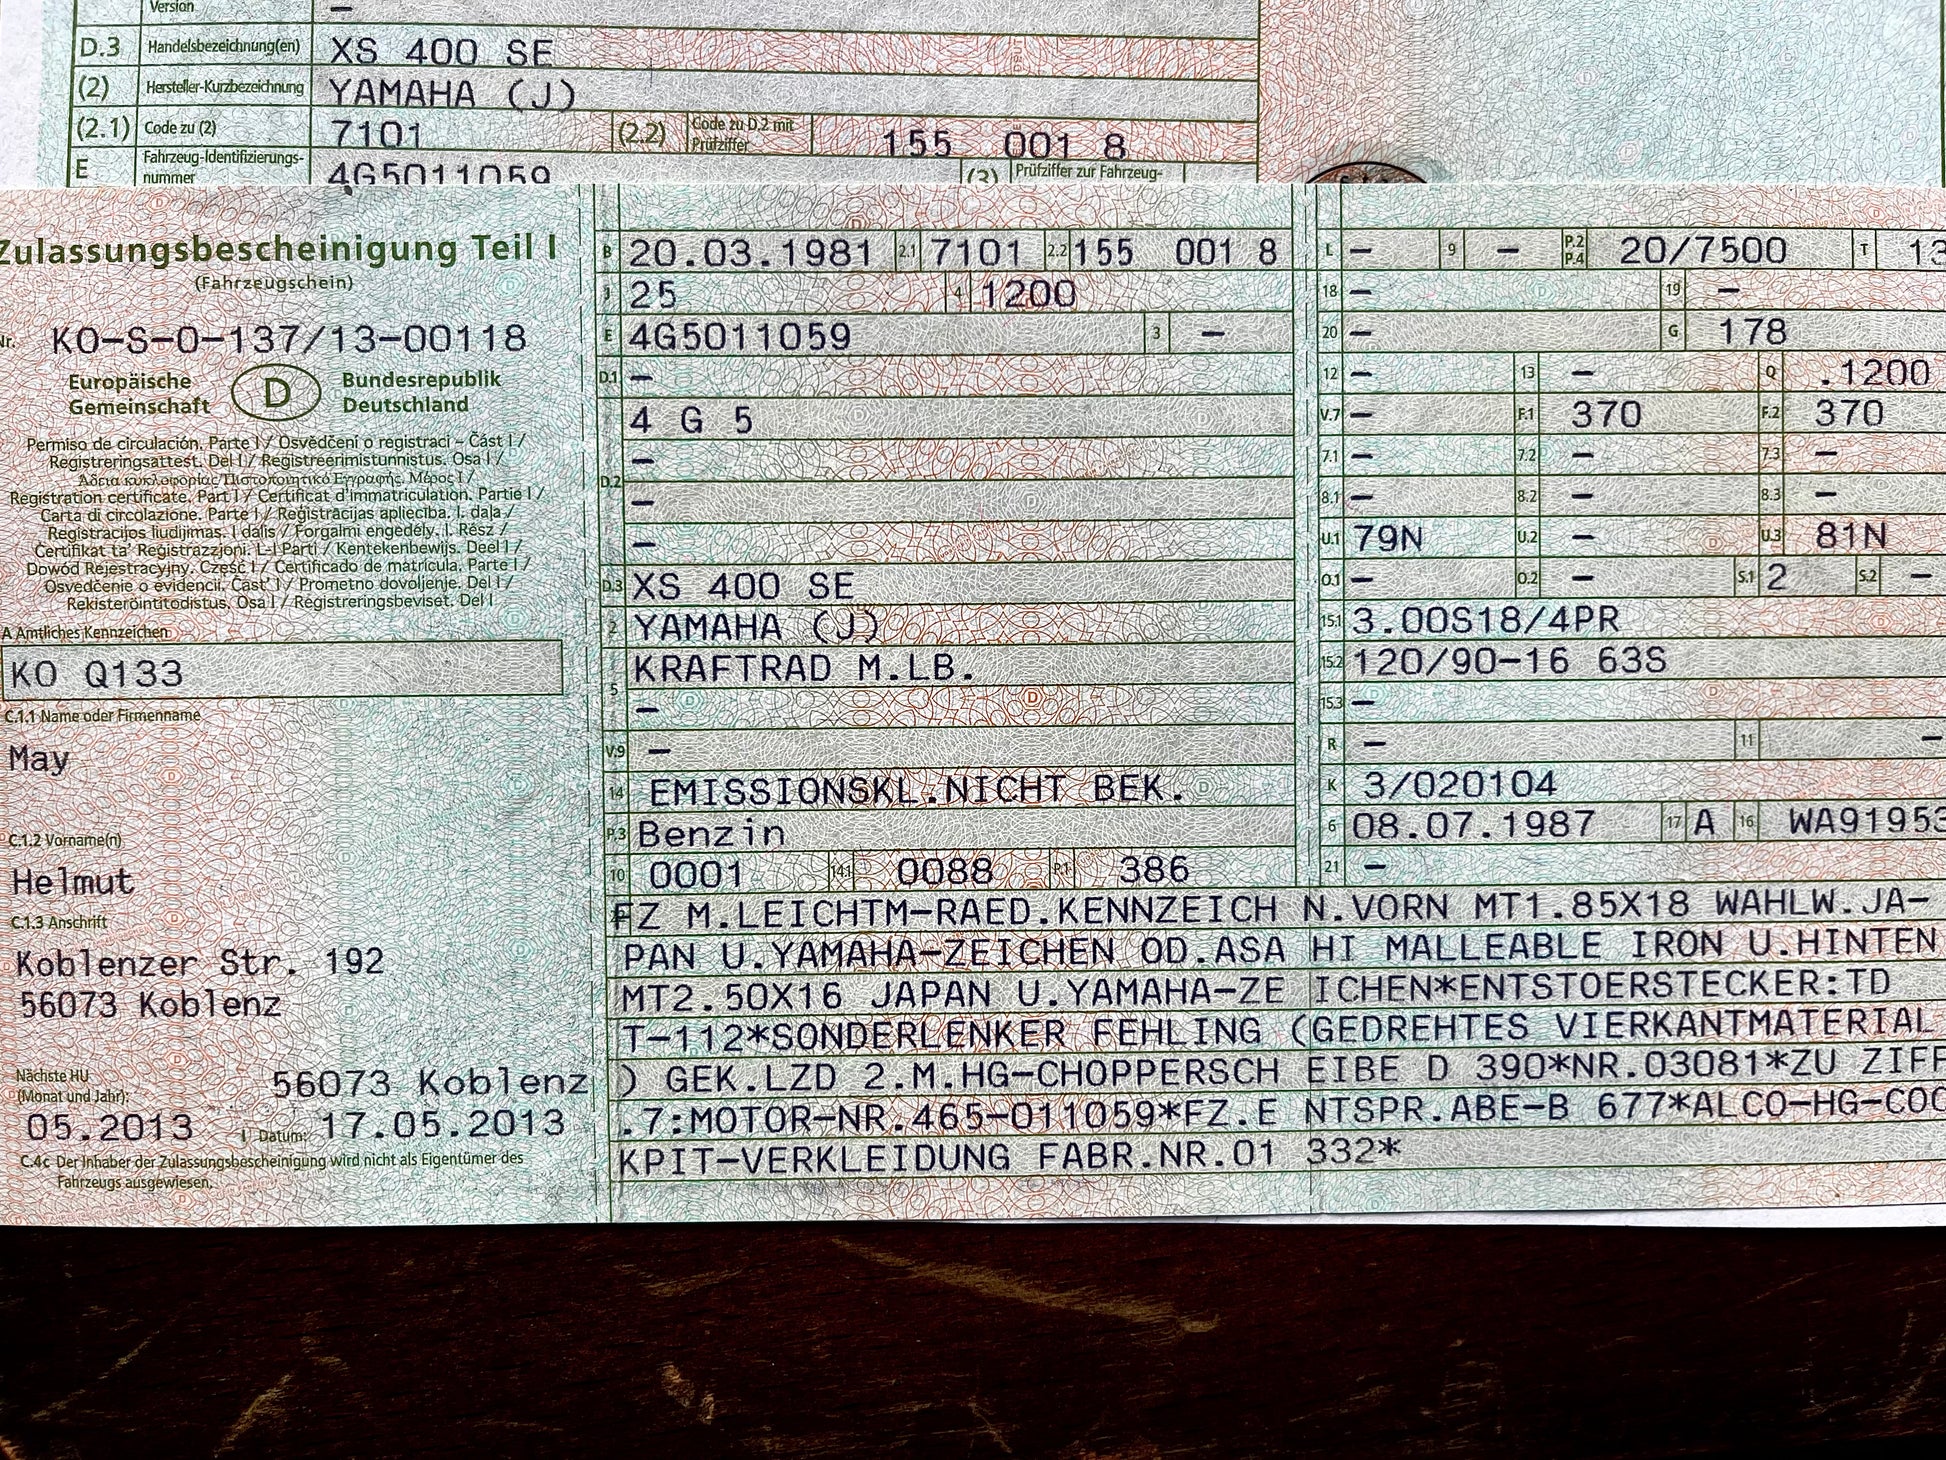 Version –
D.3 Handelsbezeichnung(en) XS 400 SE
(2) Hersteller-Kurzbezeichnung YAMAHA (J)
(2.1) Code zu (2) 7101 (2.2) Code zu D.2 mit Prüfziffer 155 001 8
E Fahrzeug-Identifizierungs-nummer 4G5011059 (3) Prüfziffer zur Fahrzeug-
Zulassungsbescheinigung Teil I
(Fahrzeugschein)
Nr. KO–S–O–137/13–00118
Europäische Gemeinschaft
D
Bundesrepublik Deutschland
Permiso de circulación. Parte I / Osvědčení o registraci – Část I /
Registreringsattest. Del I / Registreerimistunnistus. Osa I /
Άδεια κυκλοφορίας/Πιστοποιητικό Εγγραφής. Μέρος I /
Registration certificate. Part I / Certificat d'immatriculation. Partie I /
Carta di circolazione. Parte I / Reģistrācijas apliecība. I. daļa /
Registracijos liudijimas. I dalis / Forgalmi engedély. I. Rész /
Ċertifikat ta' Reġistrazzjoni. L-I Parti / Kentekenbewijs. Deel I /
Dowód Rejestracyjny. Część I / Certificado de matrícula. Parte I /
Osvedčenie o evidencii. Časť I / Prometno dovoljenje. Del I /
Rekisteröintitodistus. Osa I / Registreringsbeviset. Del I
A Amtliches Kennzeichen
KO Q133
C.1.1 Name oder Firmenname
May
C.1.2 Vorname(n)
Helmut
C.1.3 Anschrift
Koblenzer Str. 192
56073 Koblenz
Nächste HU
(Monat und Jahr):
56073 Koblenz
05.2013 I Datum: 17.05.2013
C.4c Der Inhaber der Zulassungsbescheinigung wird nicht als Eigentümer des
Fahrzeugs ausgewiesen.
B 20.03.1981 2.1 7101 2.2 155 001 8
J 25 4 1200
E 4G5011059 3 –
D.1 –
4 G 5
–
D.2 –
–
D.3 XS 400 SE
2 YAMAHA (J)
KRAFTRAD M.LB.
5 –
V.9 –
14 EMISSIONSKL.NICHT BEK.
P.3 Benzin
10 0001 14.1 0088 P.1 386
L – 9 – P.2 P.4 20/7500 T 13
18 – 19 –
20 – G 178
12 – 13 – Q .1200
V.7 – F.1 370 F.2 370
7.1 – 7.2 – 7.3 –
8.1 – 8.2 – 8.3 –
U.1 79N U.2 – U.3 81N
O.1 – O.2 – S.1 2 S.2 –
15.1 3.00S18/4PR
15.2 120/90–16 63S
15.3 –
R – 11 –
K 3/020104
6 08.07.1987 17 A 16 WA91953
21 –
FZ M.LEICHTM–RAED.KENNZEICH N.VORN MT1.85X18 WAHLW.JA–
PAN U.YAMAHA–ZEICHEN OD.ASA HI MALLEABLE IRON U.HINTEN
MT2.50X16 JAPAN U.YAMAHA–ZE ICHEN*ENTSTOERSTECKER:TD
T–112*SONDERLENKER FEHLING (GEDREHTES VIERKANTMATERIAL
) GEK.LZD 2.M.HG–CHOPPERSCH EIBE D 390*NR.03081*ZU ZIFF
.7:MOTOR–NR.465–011059*FZ.E NTSPR.ABE–B 677*ALCO–HG–COC
KPIT–VERKLEIDUNG FABR.NR.01 332*